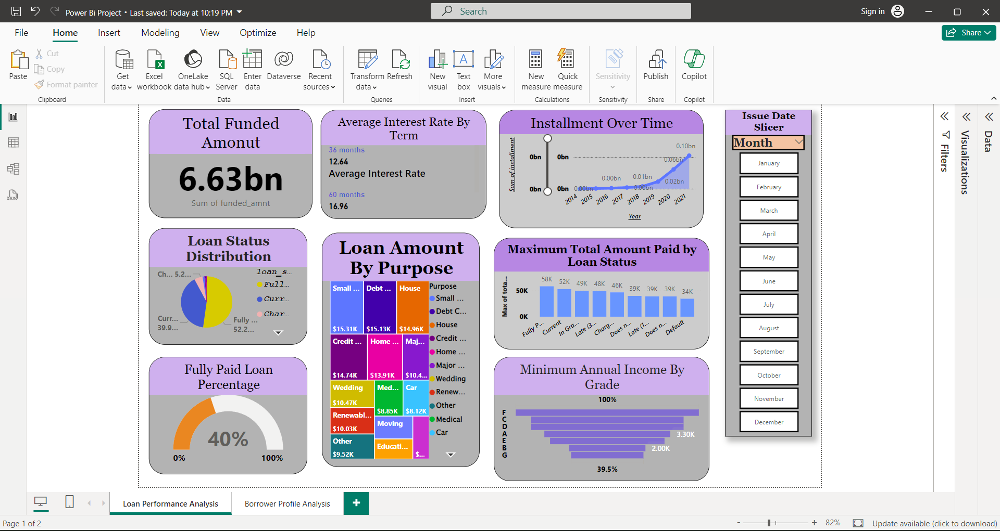 Power Bi Project • Last saved: Today at 10:19 PM
Search
Sign in
File
Home
Insert
Modeling
View
Optimize
Help
Share
Paste
Cut
Copy
Format painter
Clipboard
Get data
Excel workbook
OneLake data hub
SQL Server
Enter data
Dataverse
Recent sources
Data
Transform data
Refresh
Queries
New visual
Text box
More visuals
Insert
New measure
Quick measure
Calculations
Sensitivity
Sensitivity
Publish
Share
Copilot
Copilot
Total Funded
Amonut
6.63bn
Sum of funded_amnt
Average Interest Rate By
Term
36 months
12.64
Average Interest Rate
60 months
16.96
Installment Over Time
Sum of installment
0bn
0bn
0bn
0bn
0.00bn
0.00bn
0.00bn
0.01bn
0.02bn
0.06bn
0.10bn
2014
2015
2016
2017
2018
2019
2020
2021
Year
Issue Date
Slicer
Month
January
February
March
April
May
June
July
August
September
October
November
December
Filters
Visualizations
Data
Loan Status
Distribution
Ch... 5.2...
Curr...
39.9...
Fully ...
52.2...
loan_s...
Full...
Curr...
Char...
Loan Amount
By Purpose
Small ...
$15.31K
Debt ...
$15.13K
House
$14.96K
Credit ...
$14.74K
Home ...
$13.91K
Maj...
$10.4...
Wedding
$10.47K
Med...
$8.85K
Car
$8.12K
Renewabl...
$10.03K
Moving
Other
$9.52K
Educati...
$...
Purpose
Small ...
Debt C...
House
Credit ...
Home ...
Major ...
Wedding
Renew...
Other
Medical
Car
Maximum Total Amount Paid by
Loan Status
Max of tota...
50K
0K
58K
52K
49K
48K
46K
39K
39K
39K
34K
Fully P...
Current
In Gra...
Late (3...
Charg...
Does n...
Late (1...
Does n...
Default
Fully Paid Loan
Percentage
40%
0%
100%
Minimum Annual Income By
Grade
100%
F
C
D
A
E
B
G
3.30K
2.00K
39.5%
Loan Performance Analysis
Borrower Profile Analysis
Page 1 of 2
82%
Update available (click to download)